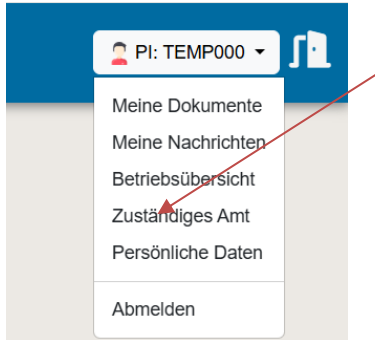 PI: TEMP000
Meine Dokumente
Meine Nachrichten
Betriebsübersicht
Zuständiges Amt
Persönliche Daten
Abmelden